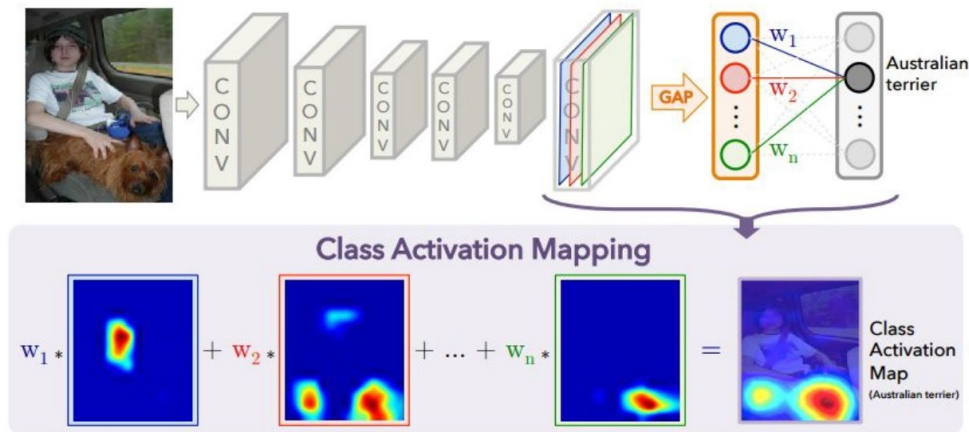 CONV
CONV
CONV
CONV
CONV
CONV
GAP
w1
w2
wn
Australian
terrier
Class Activation Mapping
w1 * + w2 * + ... + wn * =
Class
Activation
Map
(Australian terrier)